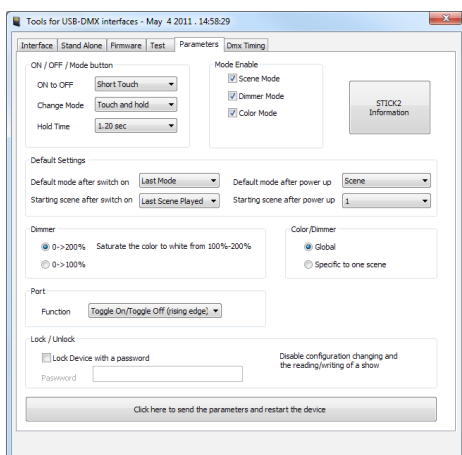 Tools for USB-DMX interfaces - May 4 2011 . 14:58:29
Interface Stand Alone Firmware Test Parameters Dmx Timing
ON / OFF / Mode button
ON to OFF Short Touch
Change Mode Touch and hold
Hold Time 1.20 sec
Mode Enable
Scene Mode
Dimmer Mode
Color Mode
STICK2
Information
Default Settings
Default mode after switch on Last Mode Default mode after power up Scene
Starting scene after switch on Last Scene Played Starting scene after power up 1
Dimmer
0->200% Saturate the color to white from 100%-200%
0->100%
Color/Dimmer
Global
Specific to one scene
Port
Function Toggle On/Toggle Off (rising edge)
Lock / Unlock
Lock Device with a password
Password
Disable configuration changing and
the reading/writing of a show
Click here to send the parameters and restart the device